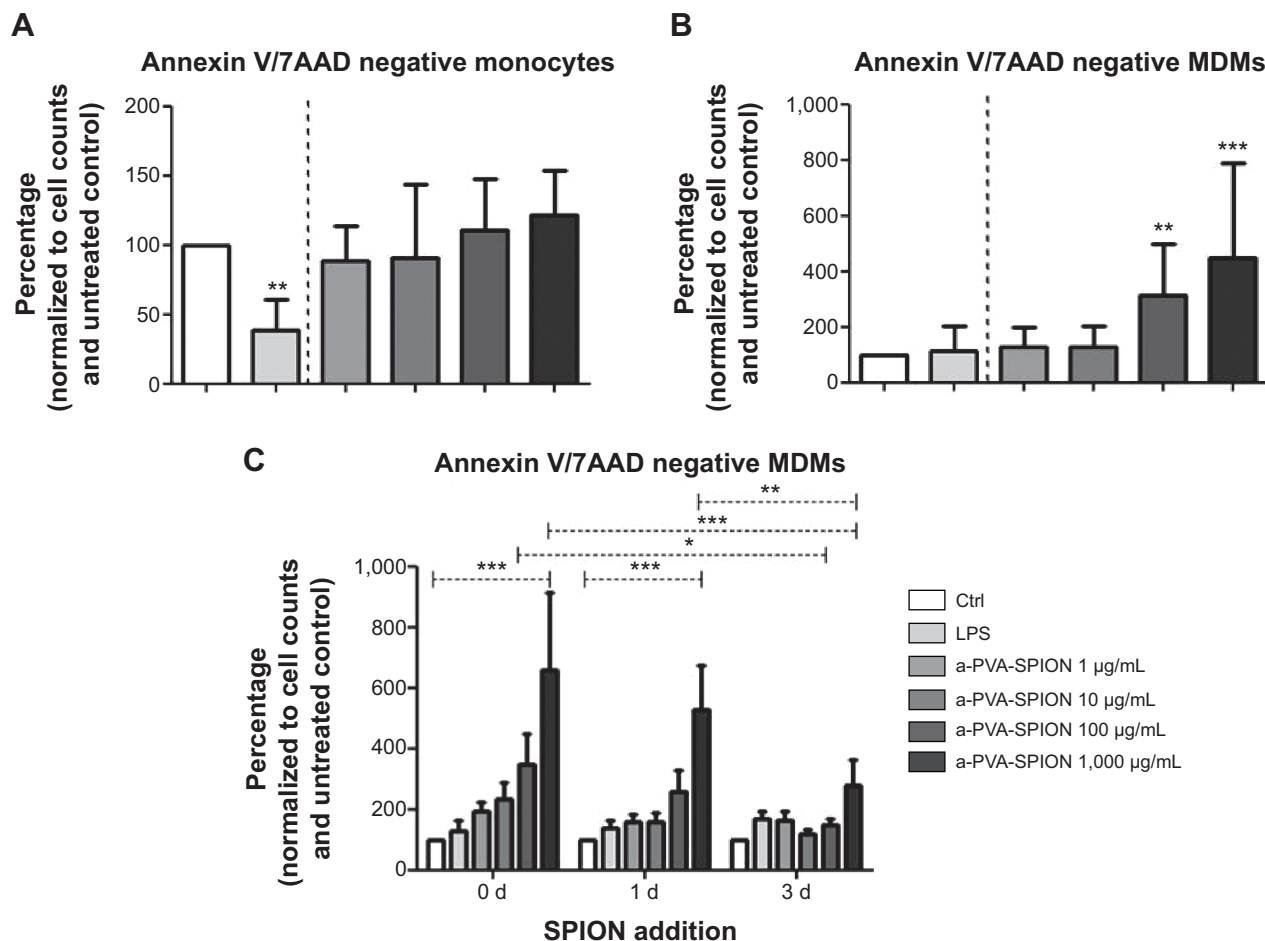 A
Annexin V/7AAD negative monocytes
Percentage
(normalized to cell counts
and untreated control)
200
150
100
50
0
**
B
Annexin V/7AAD negative MDMs
Percentage
(normalized to cell counts
and untreated control)
1,000
800
600
400
200
0
**
***
C
Annexin V/7AAD negative MDMs
**
***
*
***
***
Percentage
(normalized to cell counts
and untreated control)
1,000
800
600
400
200
0
0 d
1 d
3 d
SPION addition
Ctrl
LPS
a-PVA-SPION 1 µg/mL
a-PVA-SPION 10 µg/mL
a-PVA-SPION 100 µg/mL
a-PVA-SPION 1,000 µg/mL